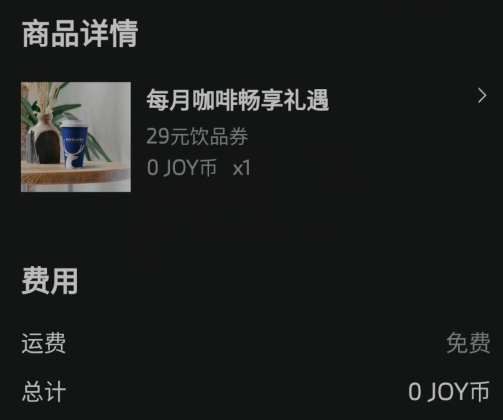 商品详情
每月咖啡畅享礼遇
29元饮品券
0 JOY币 x1
费用
运费 免费
总计 0 JOY币